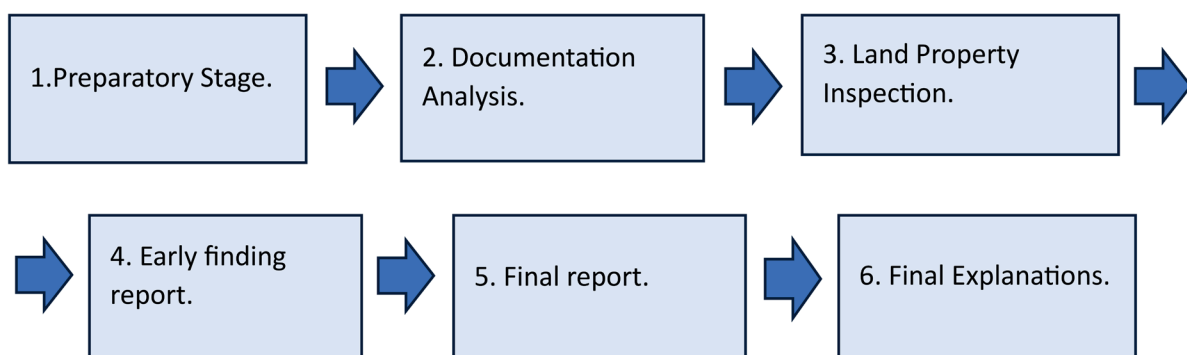 1.Preparatory Stage.
2. Documentation
Analysis.
3. Land Property
Inspection.
4. Early finding
report.
5. Final report.
6. Final Explanations.